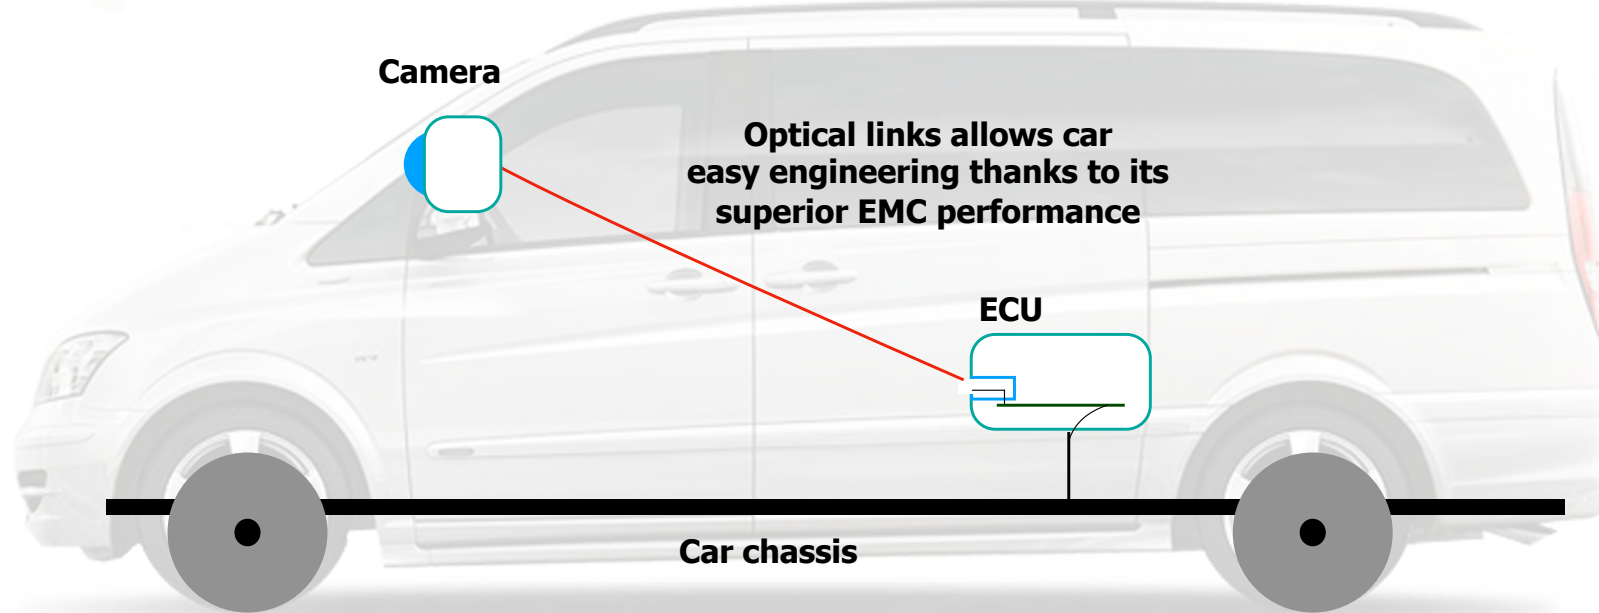 Camera
Optical links allows car
easy engineering thanks to its
superior EMC performance
ECU
Car chassis